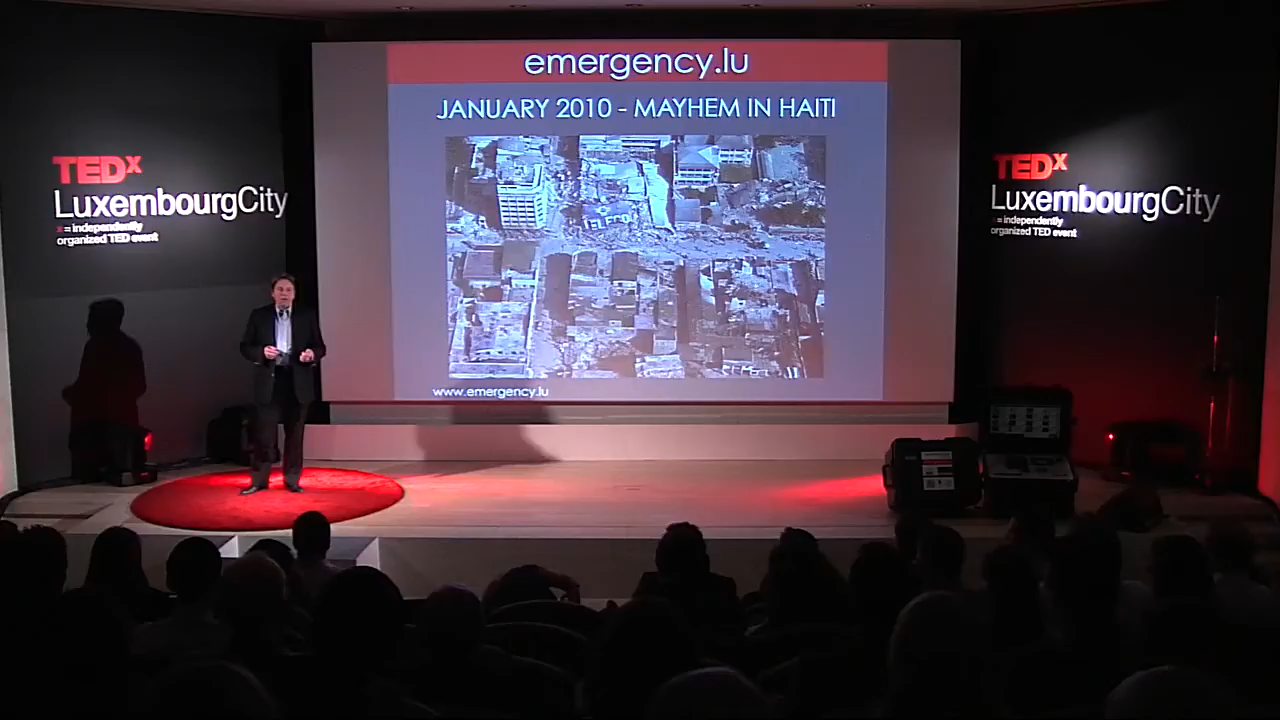 emergency.lu
JANUARY 2010 - MAYHEM IN HAITI
www.emergency.lu
TEDx
LuxembourgCity
x = independently
organized TED event
TEDx
LuxembourgCity
x = independently
organized TED event